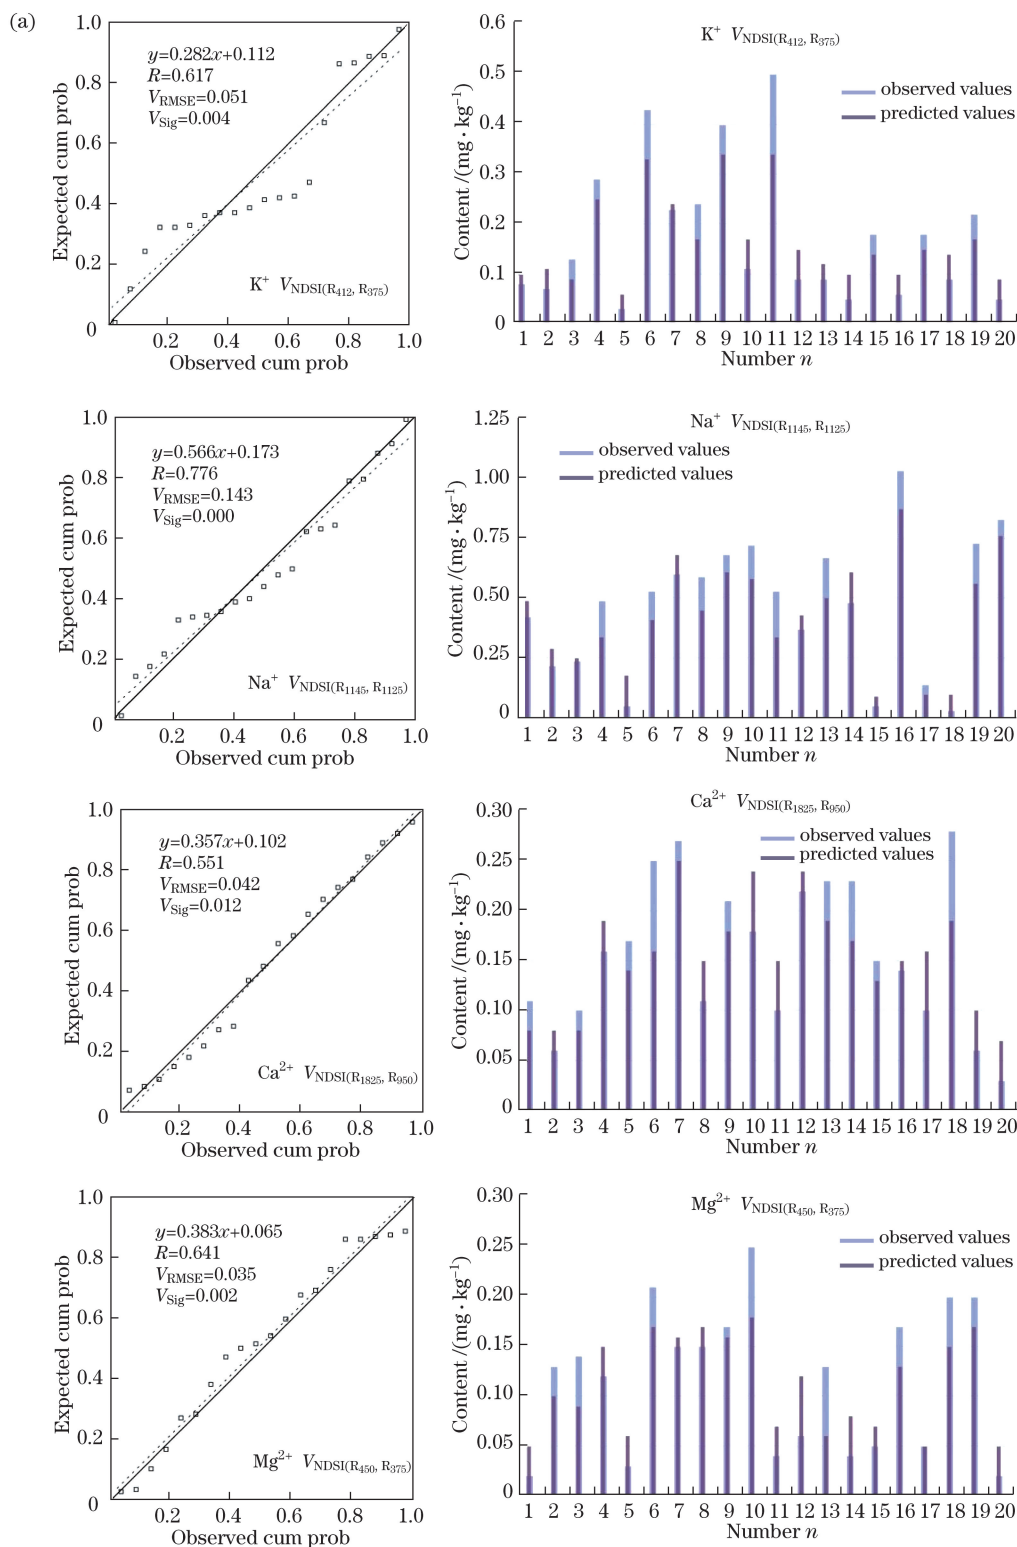 (a)
1.0
0.8
0.6
0.4
0.2
0
Expected cum prob
y=0.282x+0.112
R=0.617
V_RMSE=0.051
V_Sig=0.004
K⁺ V_NDSI(R₄₁₂, R₃₇₅)
0.2 0.4 0.6 0.8 1.0
Observed cum prob
0.6
0.5
0.4
0.3
0.2
0.1
0
Content /(mg·kg⁻¹)
K⁺ V_NDSI(R₄₁₂, R₃₇₅)
observed values
predicted values
1 2 3 4 5 6 7 8 9 10 11 12 13 14 15 16 17 18 19 20
Number n
1.0
0.8
0.6
0.4
0.2
0
Expected cum prob
y=0.566x+0.173
R=0.776
V_RMSE=0.143
V_Sig=0.000
Na⁺ V_NDSI(R₁₁₄₅, R₁₁₂₅)
0.2 0.4 0.6 0.8 1.0
Observed cum prob
1.25
1.00
0.75
0.50
0.25
0
Content /(mg·kg⁻¹)
Na⁺ V_NDSI(R₁₁₄₅, R₁₁₂₅)
observed values
predicted values
1 2 3 4 5 6 7 8 9 10 11 12 13 14 15 16 17 18 19 20
Number n
1.0
0.8
0.6
0.4
0.2
0
Expected cum prob
y=0.357x+0.102
R=0.551
V_RMSE=0.042
V_Sig=0.012
Ca²⁺ V_NDSI(R₁₈₂₅, R₉₅₀)
0.2 0.4 0.6 0.8 1.0
Observed cum prob
0.30
0.25
0.20
0.15
0.10
0.05
0
Content /(mg·kg⁻¹)
Ca²⁺ V_NDSI(R₁₈₂₅, R₉₅₀)
observed values
predicted values
1 2 3 4 5 6 7 8 9 10 11 12 13 14 15 16 17 18 19 20
Number n
1.0
0.8
0.6
0.4
0.2
0
Expected cum prob
y=0.383x+0.065
R=0.641
V_RMSE=0.035
V_Sig=0.002
Mg²⁺ V_NDSI(R₄₅₀, R₃₇₅)
0.2 0.4 0.6 0.8 1.0
Observed cum prob
0.30
0.25
0.20
0.15
0.10
0.05
0
Content /(mg·kg⁻¹)
Mg²⁺ V_NDSI(R₄₅₀, R₃₇₅)
observed values
predicted values
1 2 3 4 5 6 7 8 9 10 11 12 13 14 15 16 17 18 19 20
Number n